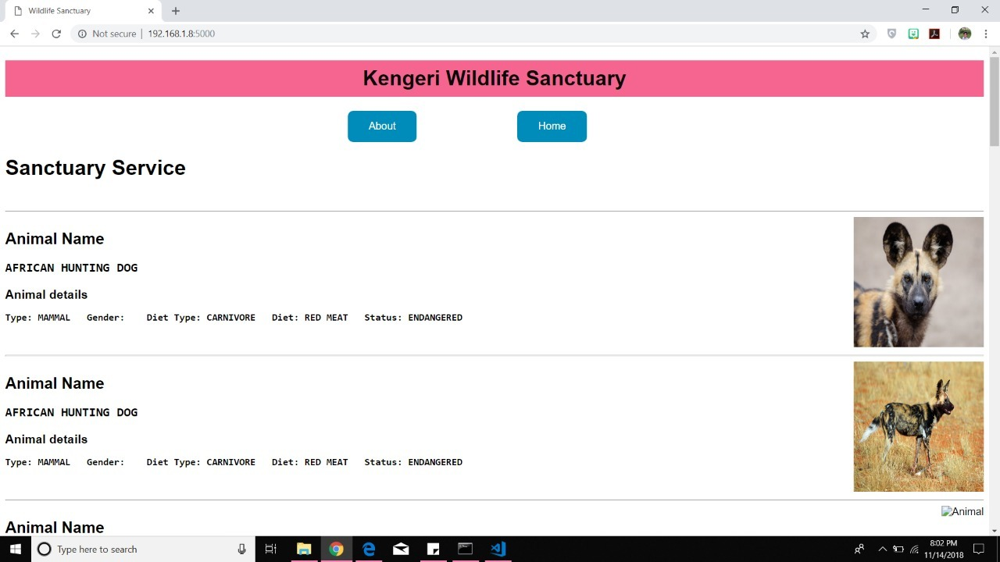 Wildlife Sanctuary
Not secure | 192.168.1.8:5000
Kengeri Wildlife Sanctuary
About Home
Sanctuary Service
Animal Name
AFRICAN HUNTING DOG
Animal details
Type: MAMMAL Gender: Diet Type: CARNIVORE Diet: RED MEAT Status: ENDANGERED
Animal Name
AFRICAN HUNTING DOG
Animal details
Type: MAMMAL Gender: Diet Type: CARNIVORE Diet: RED MEAT Status: ENDANGERED
Animal
Animal Name
Type here to search
8:02 PM
11/14/2018